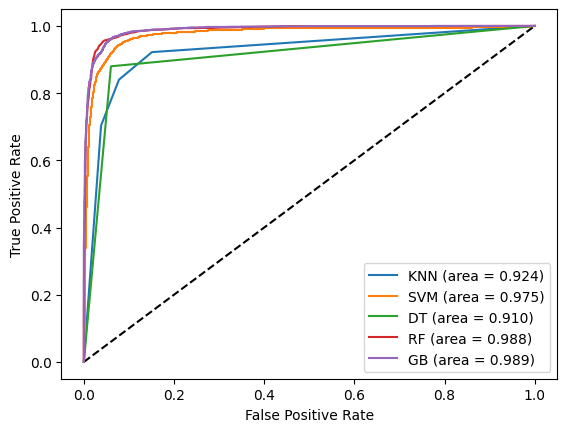 1.0
0.8
0.6
0.4
0.2
0.0
True Positive Rate
KNN (area = 0.924)
SVM (area = 0.975)
DT (area = 0.910)
RF (area = 0.988)
GB (area = 0.989)
0.0 0.2 0.4 0.6 0.8 1.0
False Positive Rate